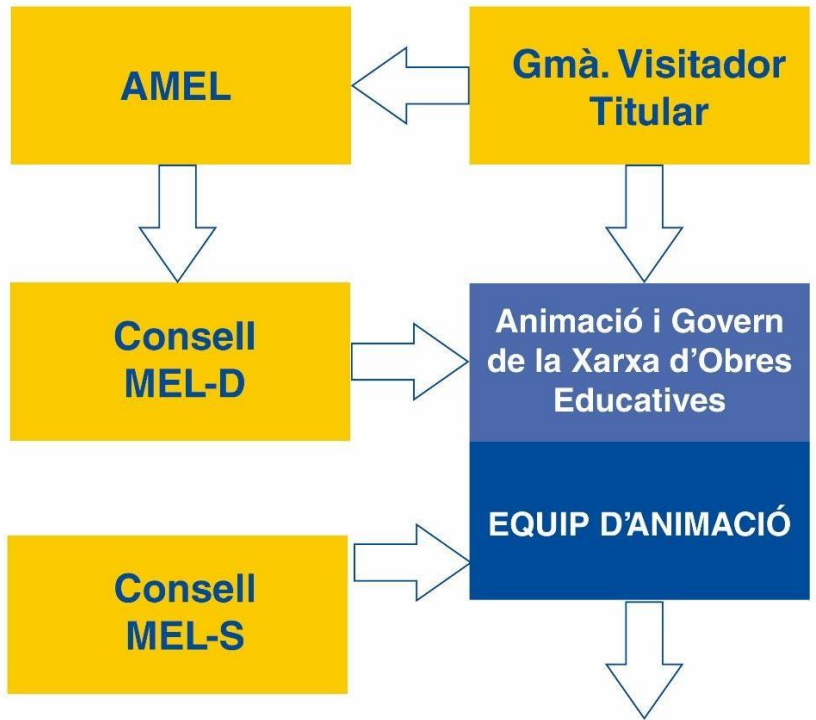 AMEL
Gmà. Visitador
Titular
Consell
MEL-D
Animació i Govern
de la Xarxa d’Obres
Educatives
EQUIP D’ANIMACIÓ
Consell
MEL-S